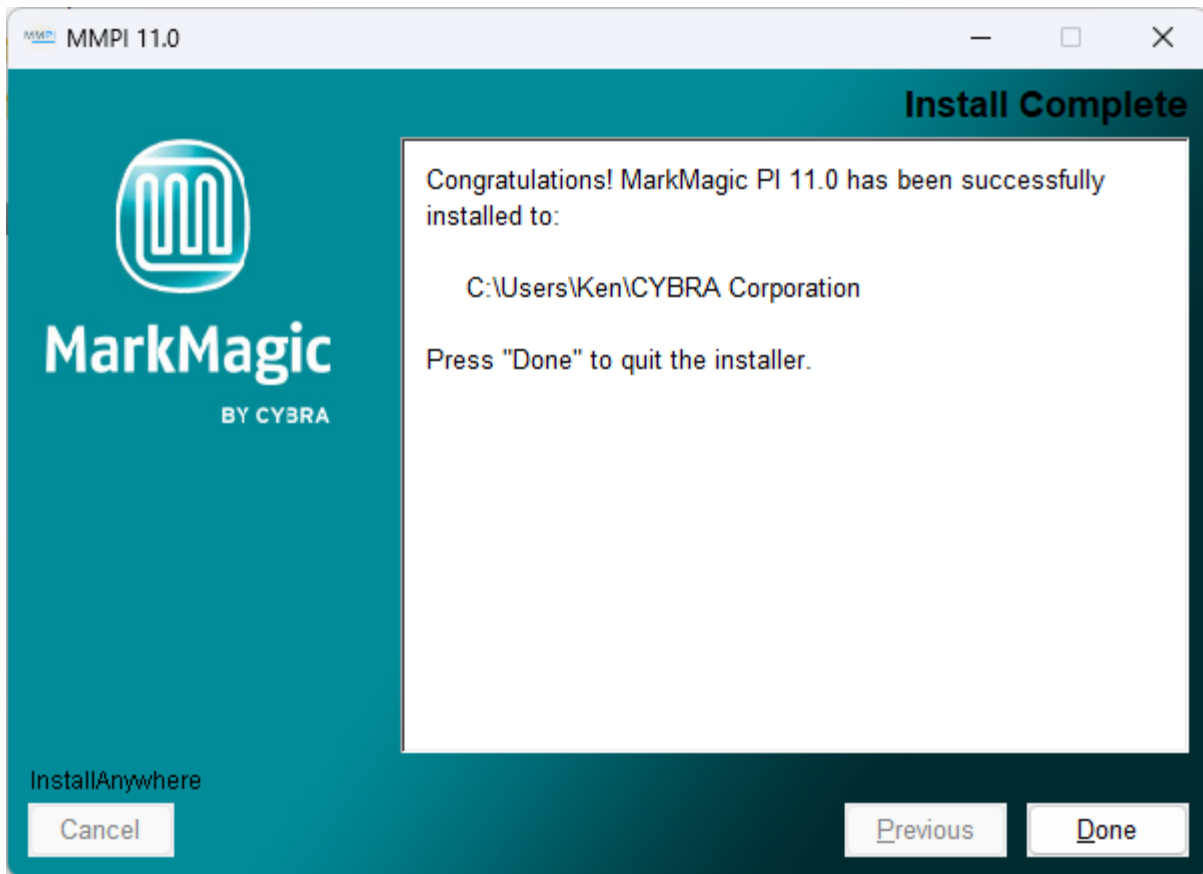 MMPI 11.0
Install Complete
MarkMagic
BY CYBRA
Congratulations! MarkMagic PI 11.0 has been successfully
installed to:
C:\Users\Ken\CYBRA Corporation
Press "Done" to quit the installer.
InstallAnywhere
Cancel
Previous
Done